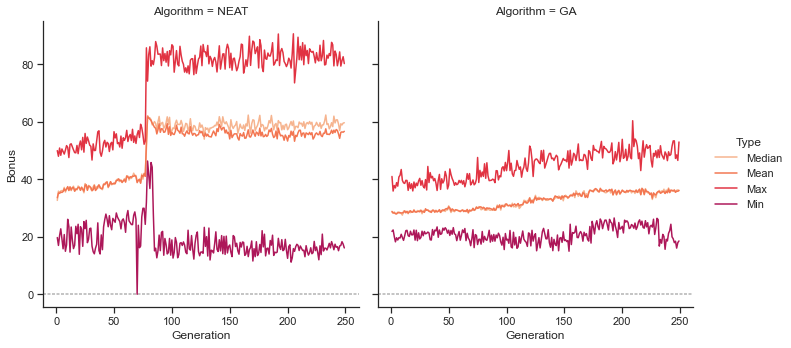 Algorithm = NEAT
Algorithm = GA
Bonus
80
60
40
20
0
0
50
100
150
200
250
Generation
0
50
100
150
200
250
Generation
Type
Median
Mean
Max
Min